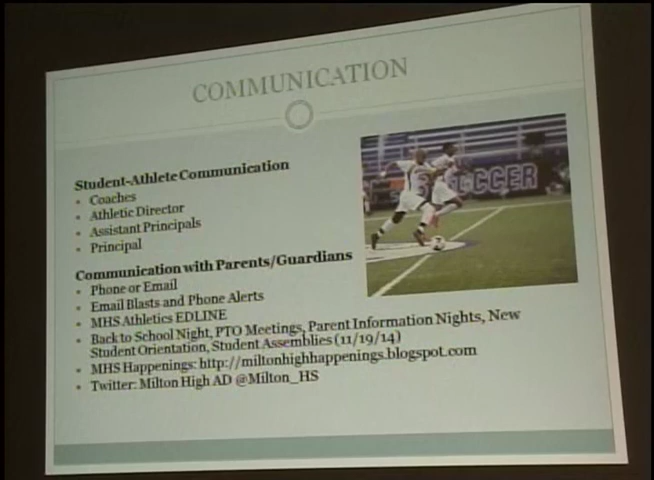 COMMUNICATION
SOCCER
Student-Athlete Communication
• Coaches
• Athletic Director
• Assistant Principals
• Principal
Communication with Parents/Guardians
• Phone or Email
• Email Blasts and Phone Alerts
• MHS Athletics EDLINE
• Back to School Night, PTO Meetings, Parent Information Nights, New
Student Orientation, Student Assemblies (11/19/14)
• MHS Happenings: http://miltonhighhappenings.blogspot.com
• Twitter: Milton High AD @Milton_HS